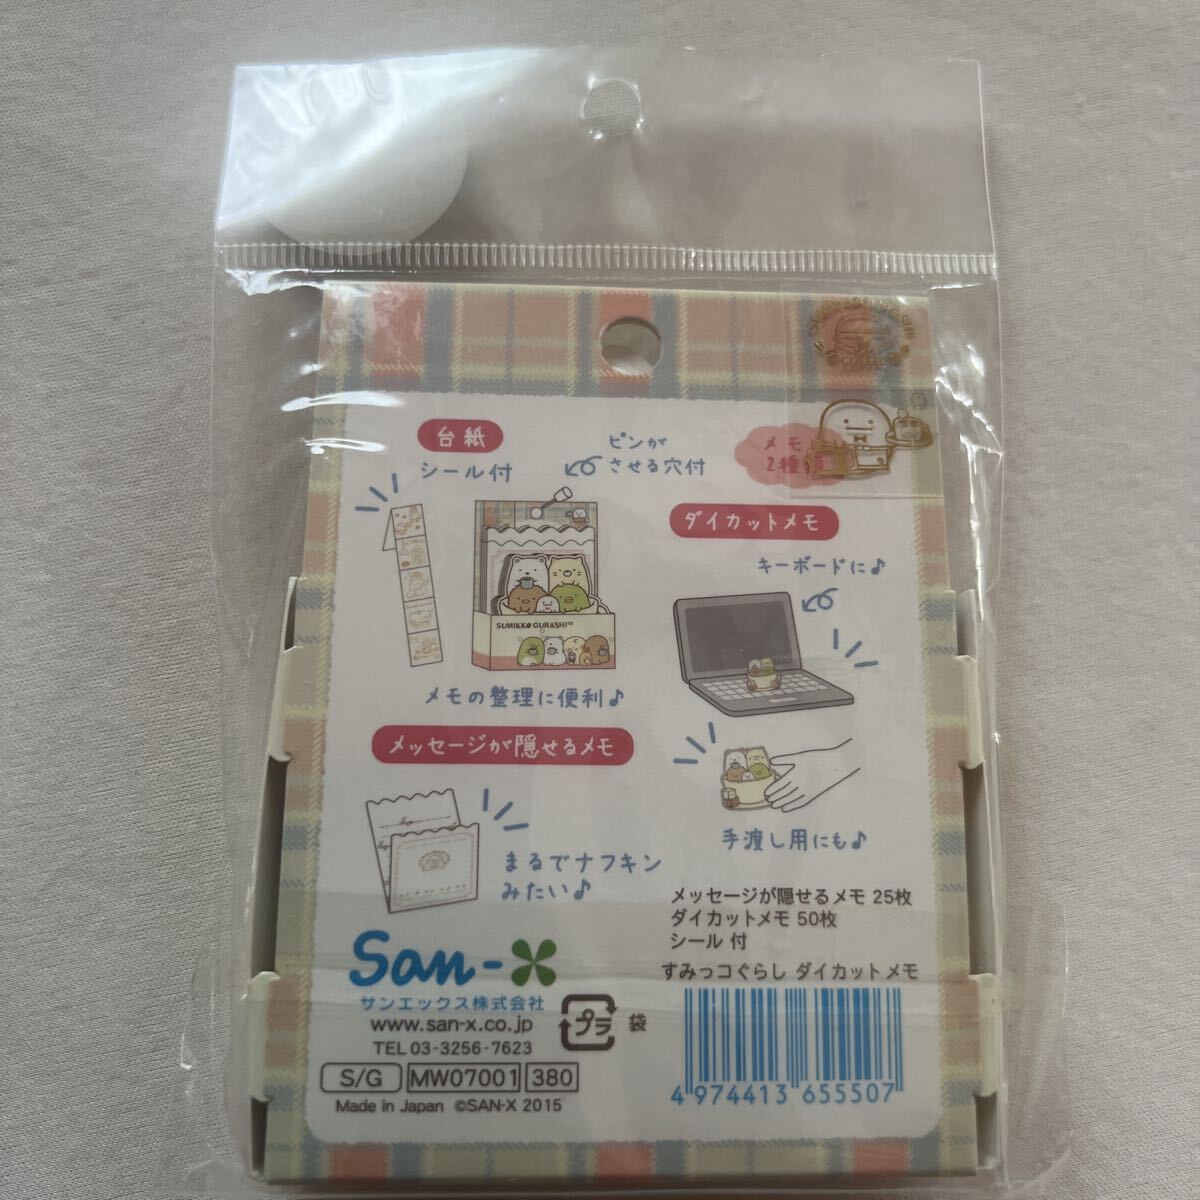 台紙
シール付
ピンが
させる穴付
メモ
2種
ダイカットメモ
キーボードに♪
SUMIKKO GURASHI™
メモの整理に便利♪
メッセージが隠せるメモ
手渡し用にも♪
まるでナフキン
みたい♪
メッセージが隠せるメモ 25枚
ダイカットメモ 50枚
シール 付
すみっコぐらし ダイカットメモ
San-X
サンエックス株式会社
www.san-x.co.jp
TEL 03-3256-7623
プラ 袋
S/G MW07001 380
Made in Japan ©SAN-X 2015
4 974413 655507